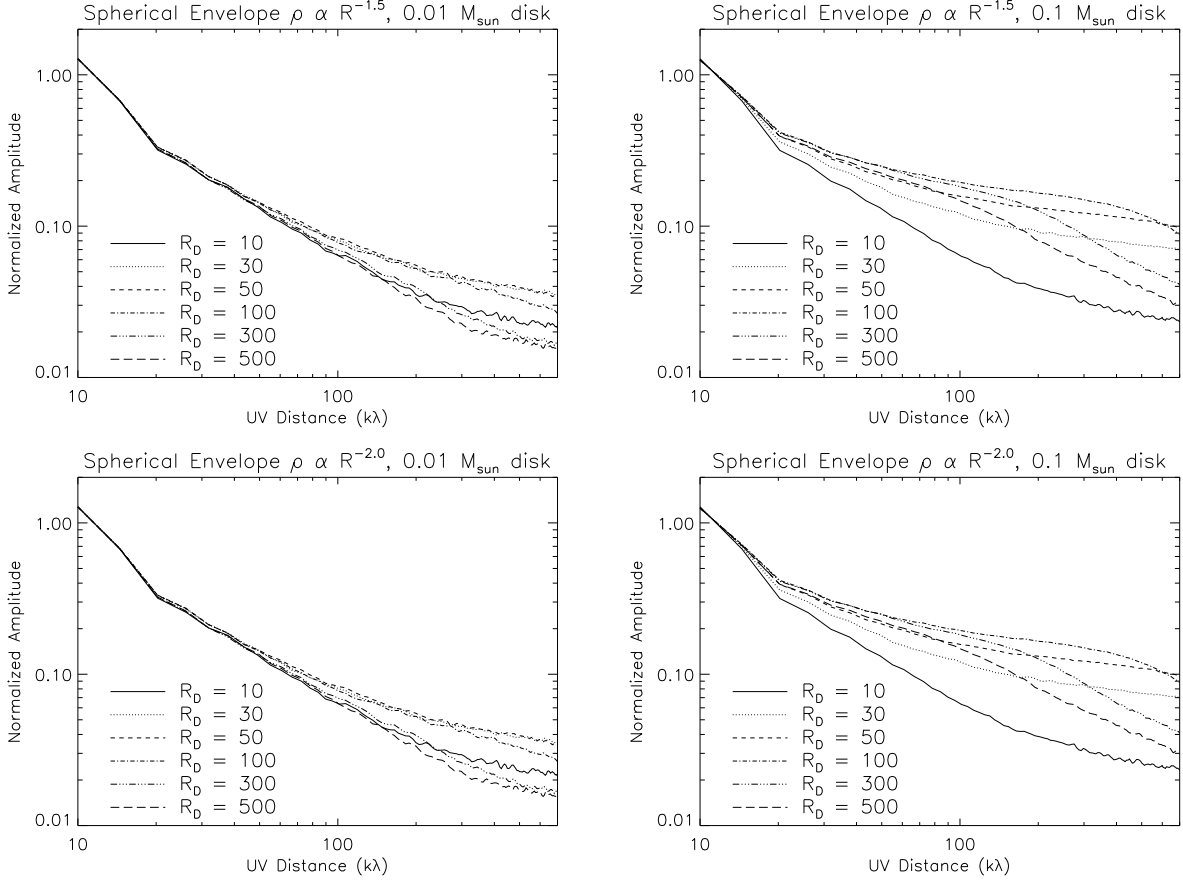 Spherical Envelope ρ α R^-1.5, 0.01 M_sun disk
Normalized Amplitude
1.00
0.10
0.01
R_D = 10
R_D = 30
R_D = 50
R_D = 100
R_D = 300
R_D = 500
10
100
UV Distance (kλ)
Spherical Envelope ρ α R^-1.5, 0.1 M_sun disk
Normalized Amplitude
1.00
0.10
0.01
R_D = 10
R_D = 30
R_D = 50
R_D = 100
R_D = 300
R_D = 500
10
100
UV Distance (kλ)
Spherical Envelope ρ α R^-2.0, 0.01 M_sun disk
Normalized Amplitude
1.00
0.10
0.01
R_D = 10
R_D = 30
R_D = 50
R_D = 100
R_D = 300
R_D = 500
10
100
UV Distance (kλ)
Spherical Envelope ρ α R^-2.0, 0.1 M_sun disk
Normalized Amplitude
1.00
0.10
0.01
R_D = 10
R_D = 30
R_D = 50
R_D = 100
R_D = 300
R_D = 500
10
100
UV Distance (kλ)